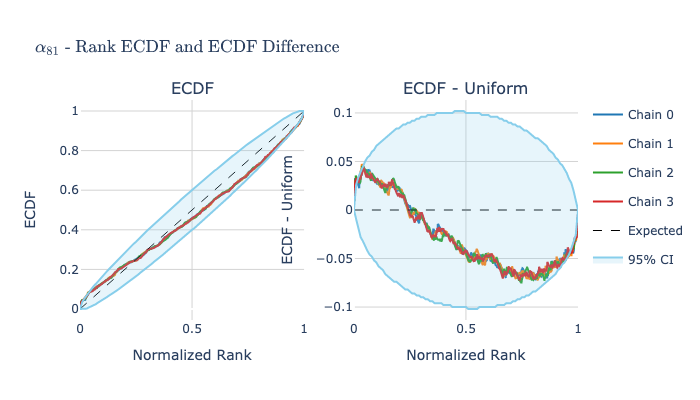 α81 - Rank ECDF and ECDF Difference
ECDF
ECDF - Uniform
ECDF
1
0.8
0.6
0.4
0.2
0
0
0.5
1
Normalized Rank
ECDF - Uniform
0.1
0.05
0
−0.05
−0.1
0
0.5
1
Normalized Rank
Chain 0
Chain 1
Chain 2
Chain 3
Expected
95% CI